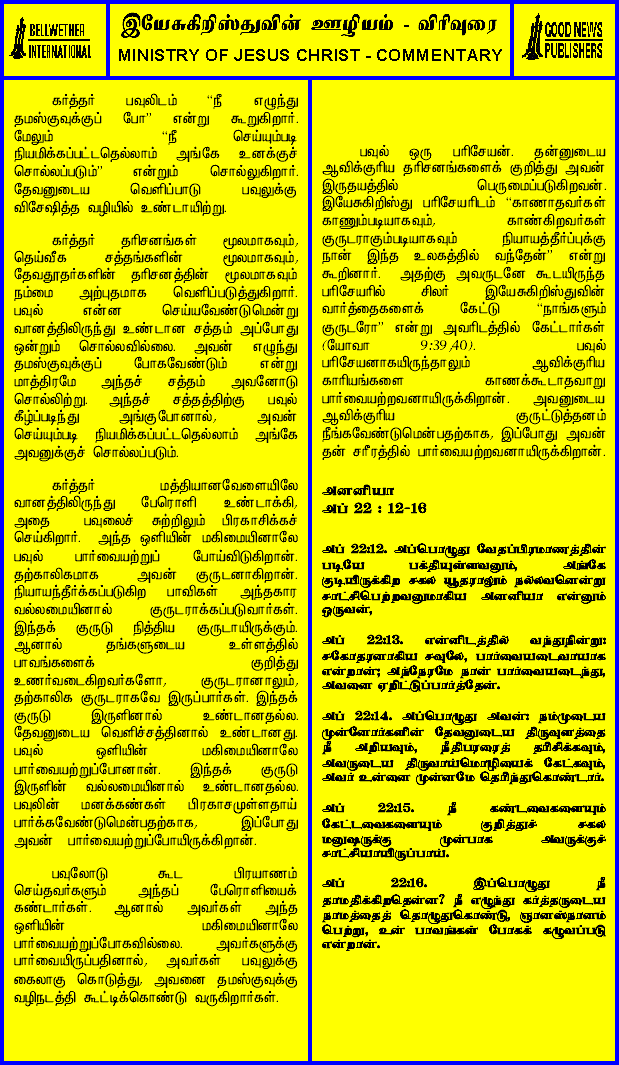 BELLWETHER
INTERNATIONAL
இயேசுகிறிஸ்துவின் ஊழியம் - விரிவுரை
MINISTRY OF JESUS CHRIST - COMMENTARY
GOOD NEWS
PUBLISHERS
கர்த்தர் பவுலிடம் “நீ எழுந்து
தமஸ்குவுக்குப் போ” என்று கூறுகிறார்.
மேலும் “நீ செய்யும்படி
நியமிக்கப்பட்டதெல்லாம் அங்கே உனக்குச்
சொல்லப்படும்” என்றும் சொல்லுகிறார்.
தேவனுடைய வெளிப்பாடு பவுலுக்கு
விசேஷித்த வழியில் உண்டாயிற்று.
கர்த்தர் தரிசனங்கள் மூலமாகவும்,
தெய்வீக சத்தங்களின் மூலமாகவும்,
தேவதூதர்களின் தரிசனத்தின் மூலமாகவும்
நம்மை அற்புதமாக வெளிப்படுத்துகிறார்.
பவுல் என்ன செய்யவேண்டுமென்று
வானத்திலிருந்து உண்டான சத்தம் அப்போது
ஒன்றும் சொல்லவில்லை. அவன் எழுந்து
தமஸ்குவுக்குப் போகவேண்டும் என்று
மாத்திரமே அந்தச் சத்தம் அவனோடு
சொல்லிற்று. அந்தச் சத்தத்திற்கு பவுல்
கீழ்ப்படிந்து அங்குபோனால், அவன்
செய்யும்படி நியமிக்கப்பட்டதெல்லாம் அங்கே
அவனுக்குச் சொல்லப்படும்.
கர்த்தர் மத்தியானவேளையிலே
வானத்திலிருந்து பேரொளி உண்டாக்கி,
அதை பவுலைச் சுற்றிலும் பிரகாசிக்கச்
செய்கிறார். அந்த ஒளியின் மகிமையினாலே
பவுல் பார்வையற்றுப் போய்விடுகிறான்.
தற்காலிகமாக அவன் குருடனாகிறான்.
நியாயந்தீர்க்கப்படுகிற பாவிகள் அந்தகார
வல்லமையினால் குருடராக்கப்படுவார்கள்.
இந்தக் குருடு நித்திய குருடாயிருக்கும்.
ஆனால் தங்களுடைய உள்ளத்தில்
பாவங்களைக் குறித்து
உணர்வடைகிறவர்களோ, குருடரானாலும்,
தற்காலிக குருடராகவே இருப்பார்கள். இந்தக்
குருடு இருளினால் உண்டானதல்ல.
தேவனுடைய வெளிச்சத்தினால் உண்டானது.
பவுல் ஒளியின் மகிமையினாலே
பார்வையற்றுப்போனான். இந்தக் குருடு
இருளின் வல்லமையினால் உண்டானதல்ல.
பவுலின் மனக்கண்கள் பிரகாசமுள்ளதாய்
பார்க்கவேண்டுமென்பதற்காக, இப்போது
அவன் பார்வையற்றுப்போயிருக்கிறான்.
பவுலோடு கூட பிரயாணம்
செய்தவர்களும் அந்தப் பேரொளியைக்
கண்டார்கள். ஆனால் அவர்கள் அந்த
ஒளியின் மகிமையினாலே
பார்வையற்றுப்போகவில்லை. அவர்களுக்கு
பார்வையிருப்பதினால், அவர்கள் பவுலுக்கு
கைலாகு கொடுத்து, அவனை தமஸ்குவுக்கு
வழிநடத்தி கூட்டிக்கொண்டு வருகிறார்கள்.
பவுல் ஒரு பரிசேயன். தன்னுடைய
ஆவிக்குரிய தரிசனங்களைக் குறித்து அவன்
இருதயத்தில் பெருமைப்படுகிறவன்.
இயேசுகிறிஸ்து பரிசேயரிடம் “காணாதவர்கள்
காணும்படியாகவும், காண்கிறவர்கள்
குருடராகும்படியாகவும் நியாயத்தீர்ப்புக்கு
நான் இந்த உலகத்தில் வந்தேன்” என்று
கூறினார். அதற்கு அவருடனே கூடயிருந்த
பரிசேயரில் சிலர் இயேசுகிறிஸ்துவின்
வார்த்தைகளைக் கேட்டு “நாங்களும்
குருடரோ” என்று அவரிடத்தில் கேட்டார்கள்
(யோவா 9:39,40). பவுல்
பரிசேயனாகயிருந்தாலும் ஆவிக்குரிய
காரியங்களை காணக்கூடாதவாறு
பார்வையற்றவனாயிருக்கிறான். அவனுடைய
ஆவிக்குரிய குருட்டுத்தனம்
நீங்கவேண்டுமென்பதற்காக, இப்போது அவன்
தன் சரீரத்தில் பார்வையற்றவனாயிருக்கிறான்.
அனனியா
அப் 22 : 12-16
அப் 22:12. அப்பொழுது வேதப்பிரமாணத்தின்
படியே பக்தியுள்ளவனும், அங்கே
குடியிருக்கிற சகல யூதராலும் நல்லவனென்று
சாட்சிபெற்றவனுமாகிய அனனியா என்னும்
ஒருவன்,
அப் 22:13. என்னிடத்தில் வந்துநின்று:
சகோதரனாகிய சவுலே, பார்வையடைவாயாக
என்றான்; அந்நேரமே நான் பார்வையடைந்து,
அவனை ஏறிட்டுப்பார்த்தேன்.
அப் 22:14. அப்பொழுது அவன்: நம்முடைய
முன்னோர்களின் தேவனுடைய திருவுளத்தை
நீ அறியவும், நீதிபரரைத் தரிசிக்கவும்,
அவருடைய திருவாய்மொழியைக் கேட்கவும்,
அவர் உன்னை முன்னமே தெரிந்துகொண்டார்.
அப் 22:15. நீ கண்டவைகளையும்
கேட்டவைகளையும் குறித்துச் சகல
மனுஷருக்கு முன்பாக அவருக்குச்
சாட்சியாயிருப்பாய்.
அப் 22:16. இப்பொழுது நீ
தாமதிக்கிறதென்ன? நீ எழுந்து கர்த்தருடைய
நாமத்தைத் தொழுதுகொண்டு, ஞானஸ்நானம்
பெற்று, உன் பாவங்கள் போகக் கழுவப்படு
என்றான்.